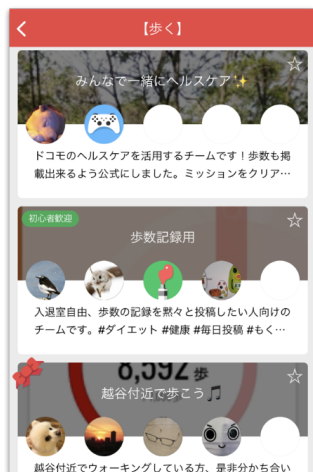 【歩く】
みんなで一緒にヘルスケア✨
ドコモのヘルスケアを活用するチームです！歩数も掲
載出来るよう公式にしました。ミッションをクリア…
初心者歓迎
歩数記録用
入退室自由、歩数の記録を黙々と投稿したい人向けの
チームです。#ダイエット #健康 #毎日投稿 #もく…
8,592 歩
越谷付近で歩こう🎵
越谷付近でウォーキングしている方、是非分かち合い